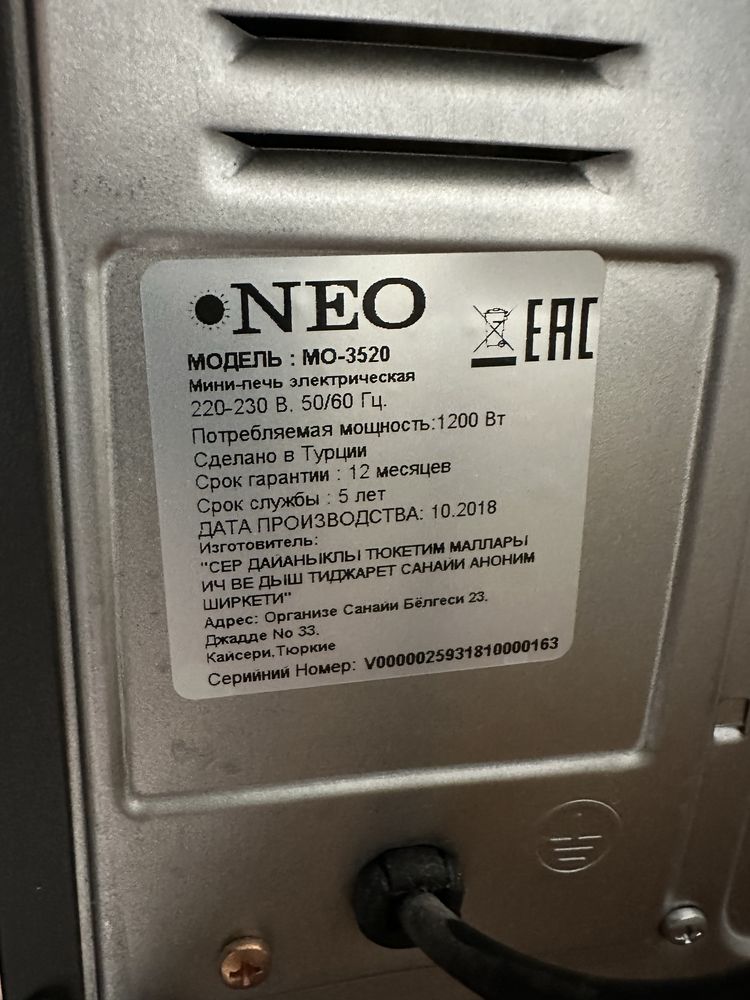 NEO
EAC
МОДЕЛЬ : МО-3520
Мини-печь электрическая
220-230 В. 50/60 Гц.
Потребляемая мощность:1200 Вт
Сделано в Турции
Срок гарантии : 12 месяцев
Срок службы : 5 лет
ДАТА ПРОИЗВОДСТВА: 10.2018
Изготовитель:
"СЕР ДАЙАНЫКЛЫ ТЮКЕТИМ МАЛЛАРЫ
ИЧ ВЕ ДЫШ ТИДЖАРЕТ САНАИИ АНОНИМ
ШИРКЕТИ"
Адрес: Организе Санаии Бёлгеси 23.
Джадде No 33.
Кайсери,Тюркие
Серийний Номер: V0000025931810000163